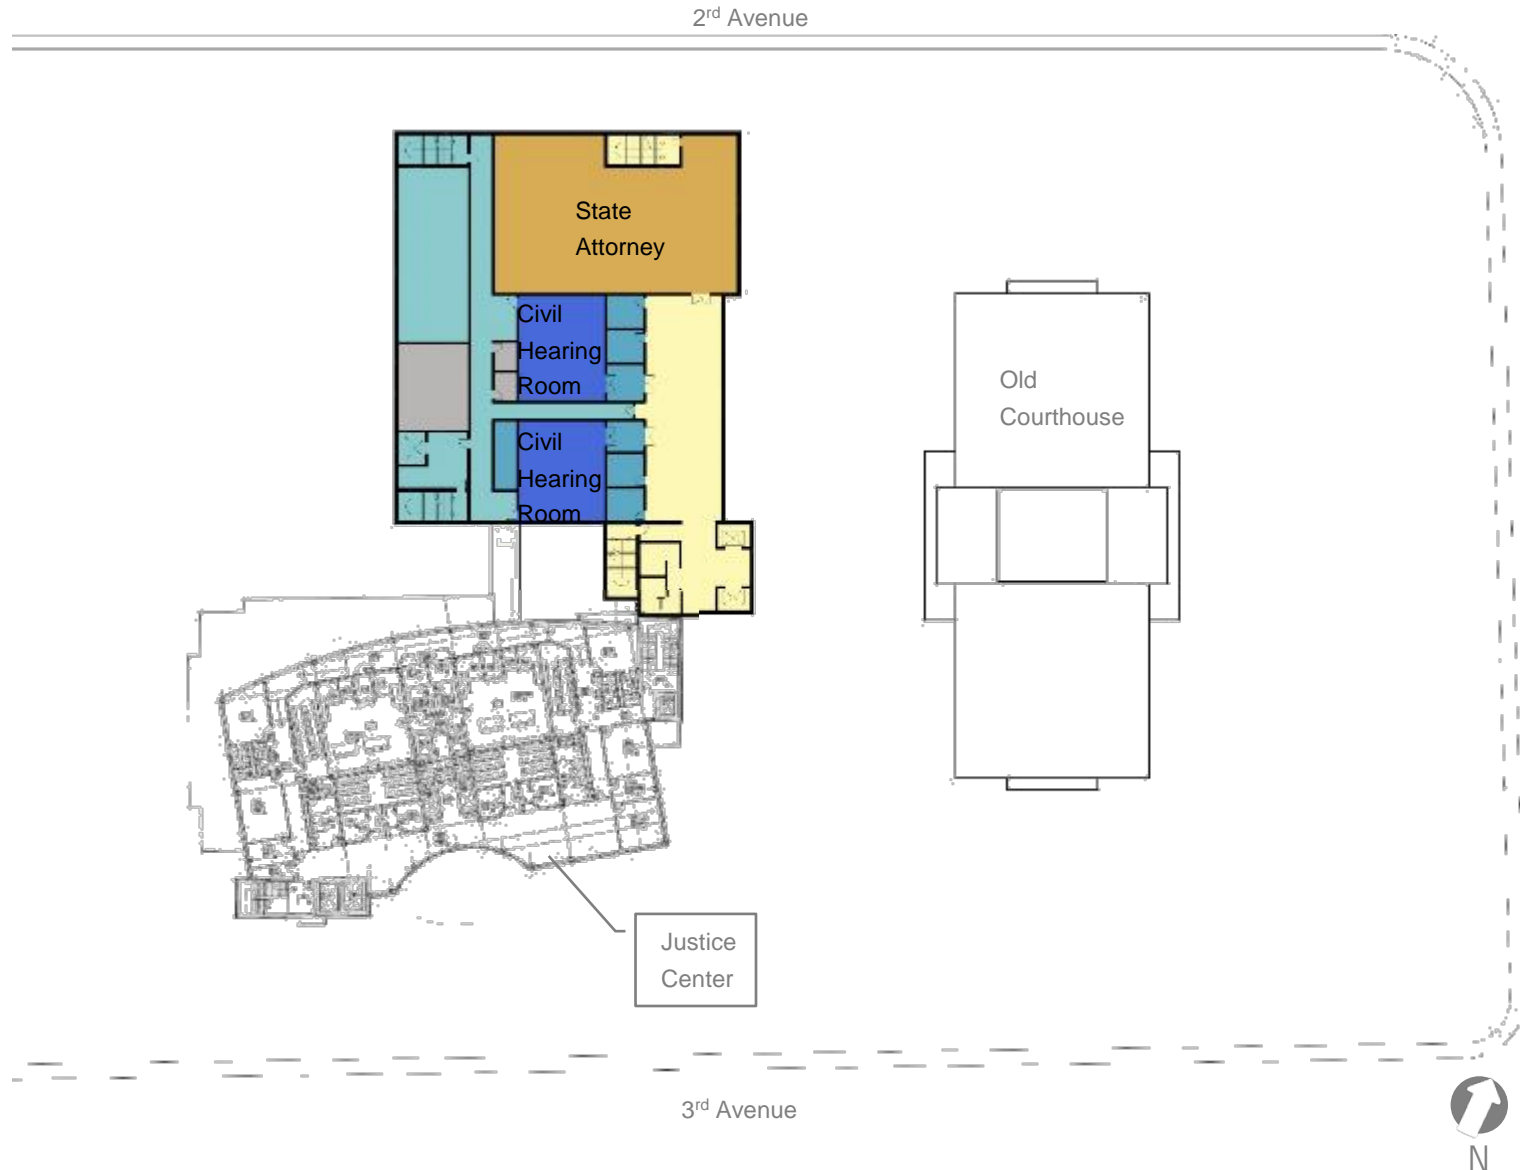 2rd Avenue
State
Attorney
Civil
Hearing
Room
Old
Courthouse
Civil
Hearing
Room
Justice
Center
3rd Avenue
N